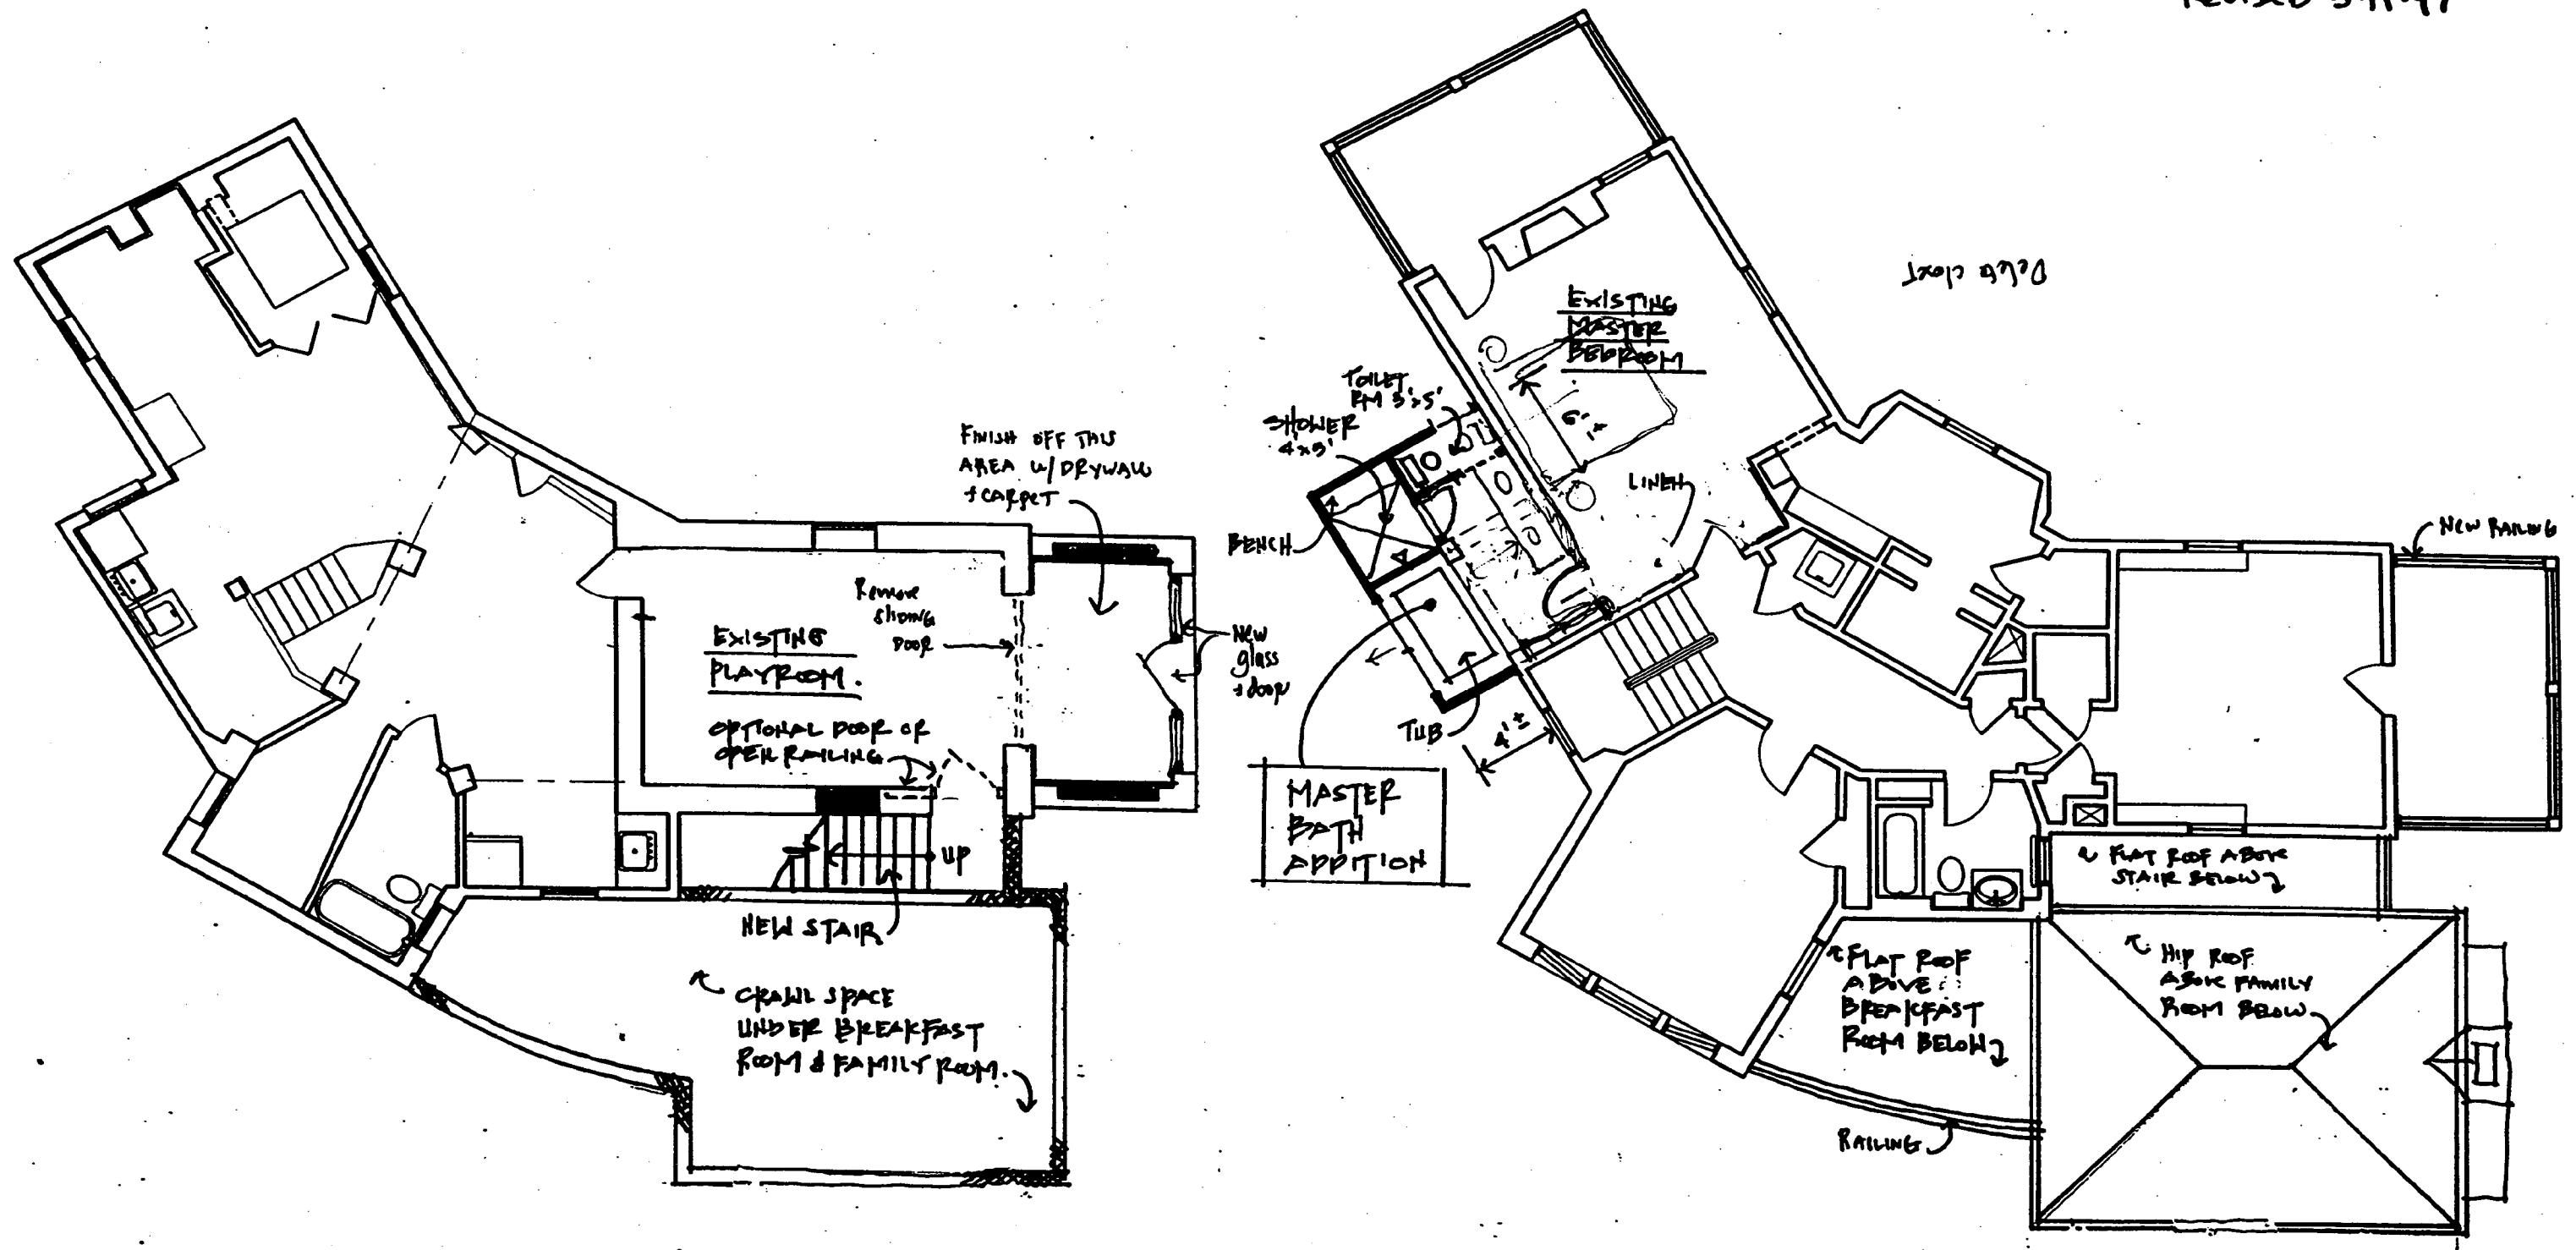 FINISH OFF THIS
AREA W/ DRYWALL
+ CARPET
Remove
SLIDING
DOOR
EXISTING
PLAYROOM.
New
glass
+ door
OPTIONAL DOOR OR
OPEN RAILING
UP
NEW STAIR
CRAWL SPACE
UNDER BREAKFAST
ROOM & FAMILY ROOM.
EXISTING
MASTER
BEDROOM
TOILET
RM 3'x5'
SHOWER
4x5'
6'±
LINEN
BENCH
TUB
4'±
MASTER
BATH
ADDITION
NEW RAILING
FLAT ROOF ABOVE
STAIR BELOW
FLAT ROOF
ABOVE
BREAKFAST
ROOM BELOW
HIP ROOF
ABOVE FAMILY
ROOM BELOW
RAILING